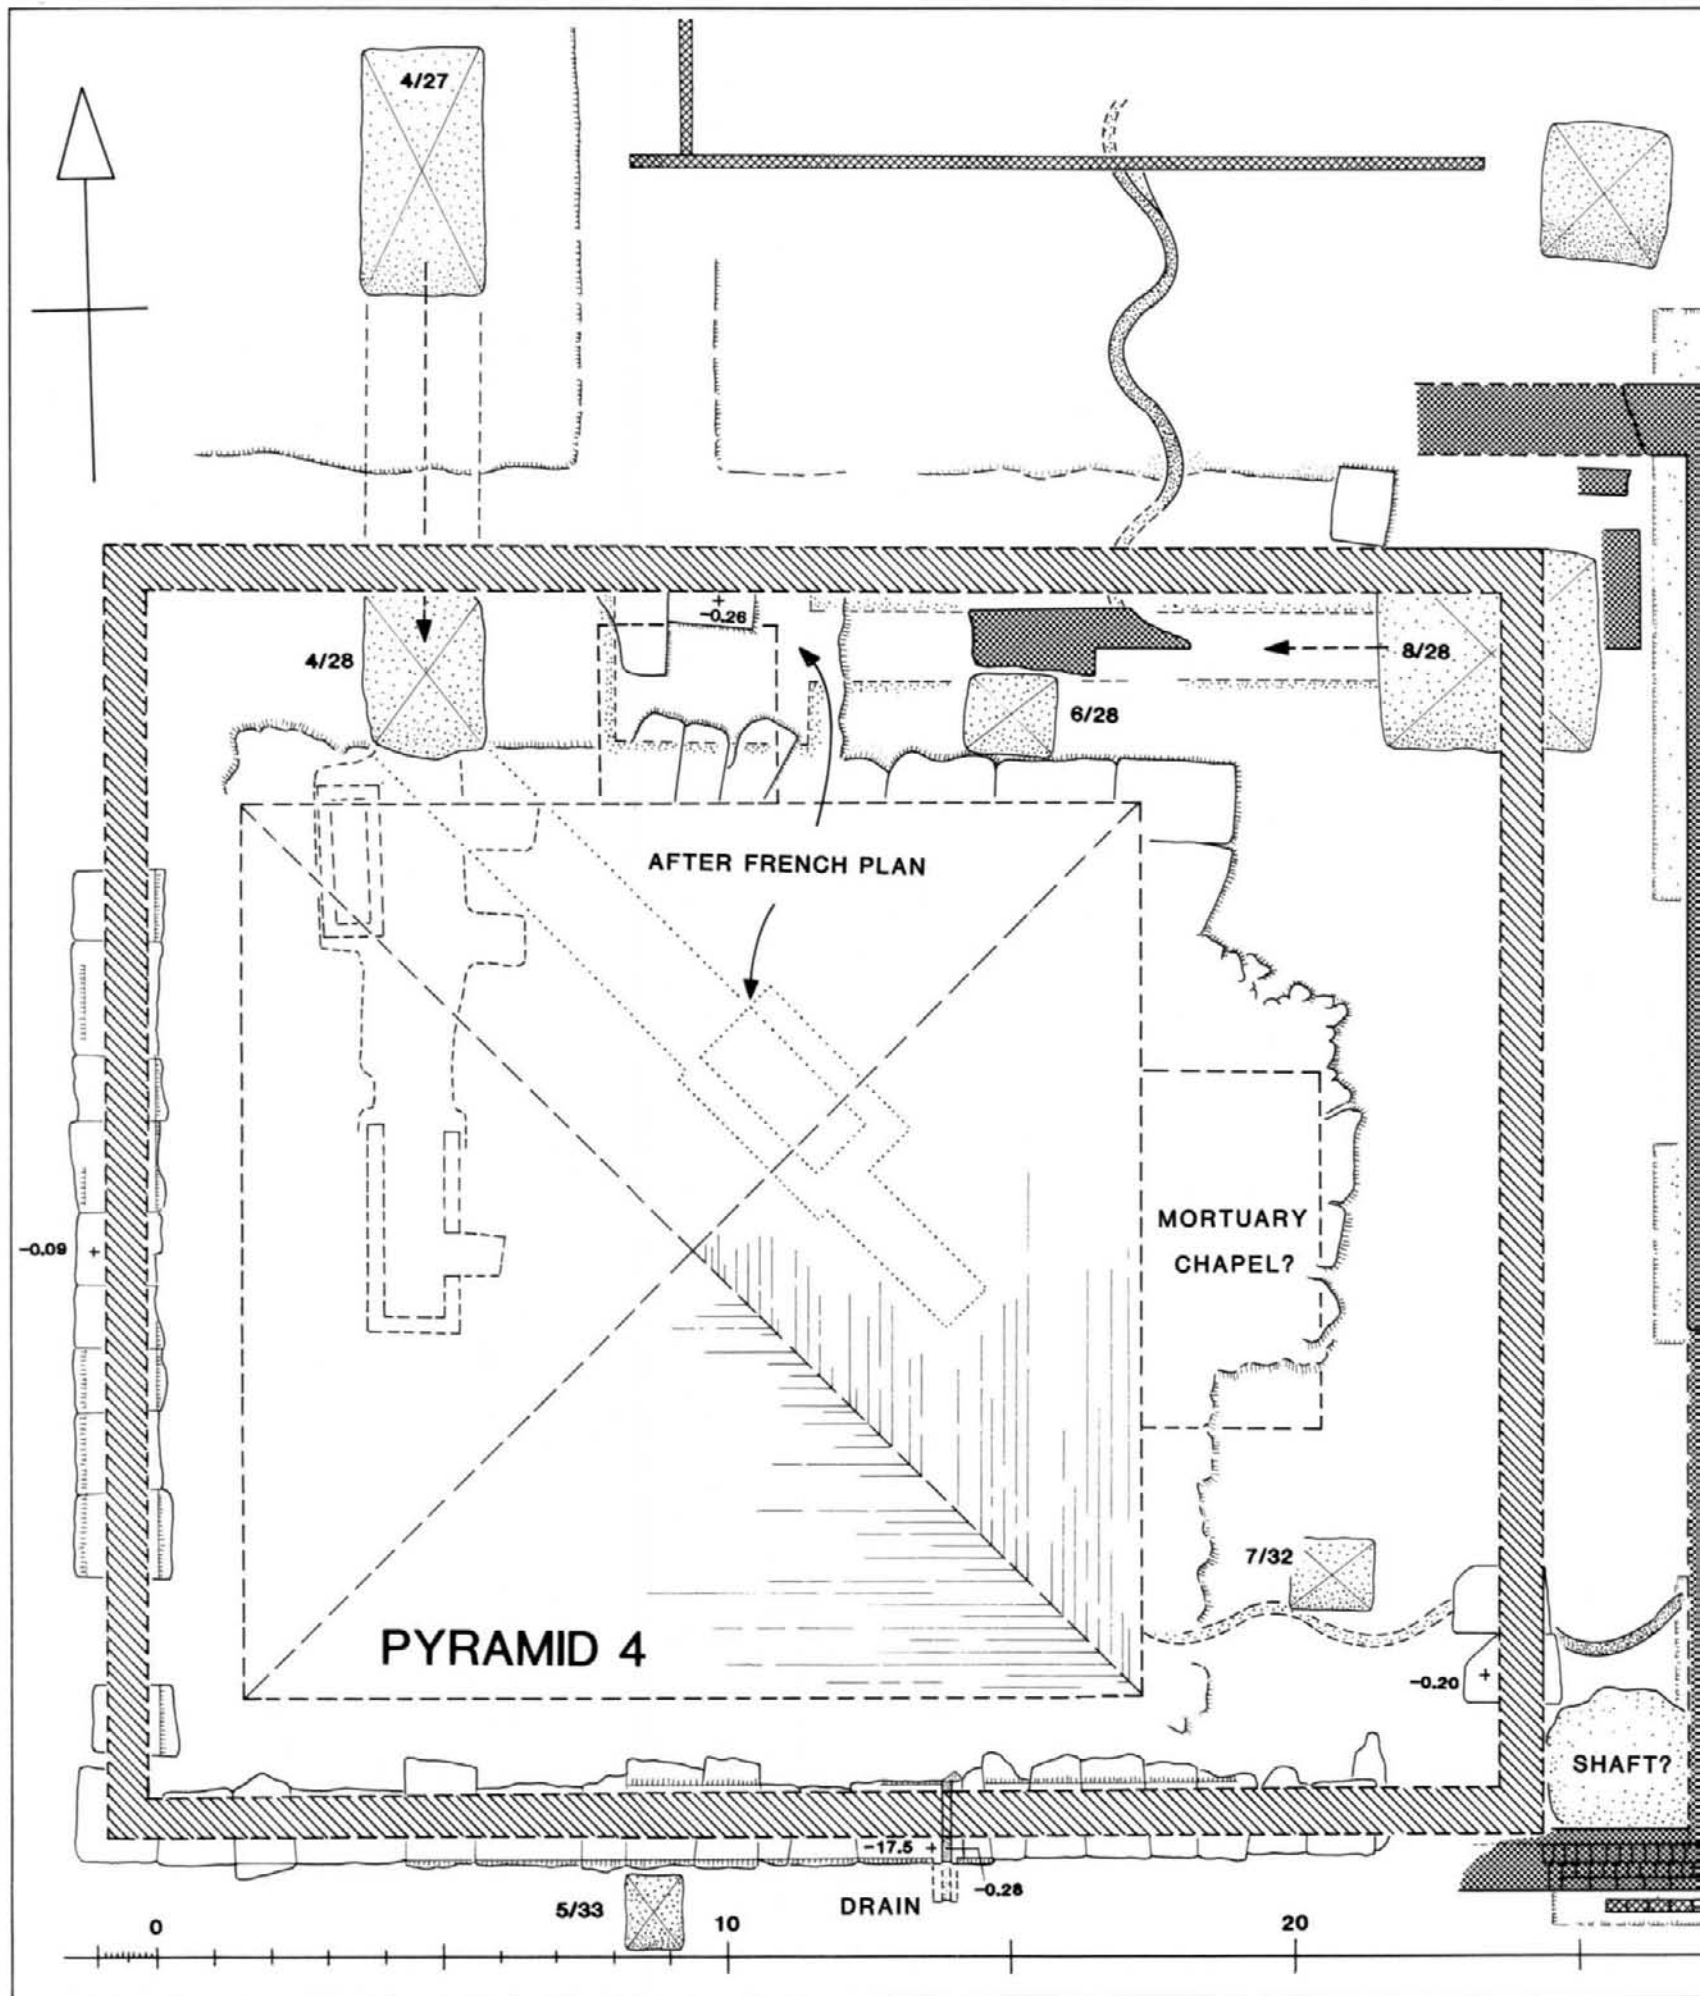 4/27
-0.26
4/28
8/28
6/28
AFTER FRENCH PLAN
-0.09
MORTUARY
CHAPEL?
7/32
PYRAMID 4
-0.20
SHAFT?
-17.5
-0.28
5/33
DRAIN
0
10
20